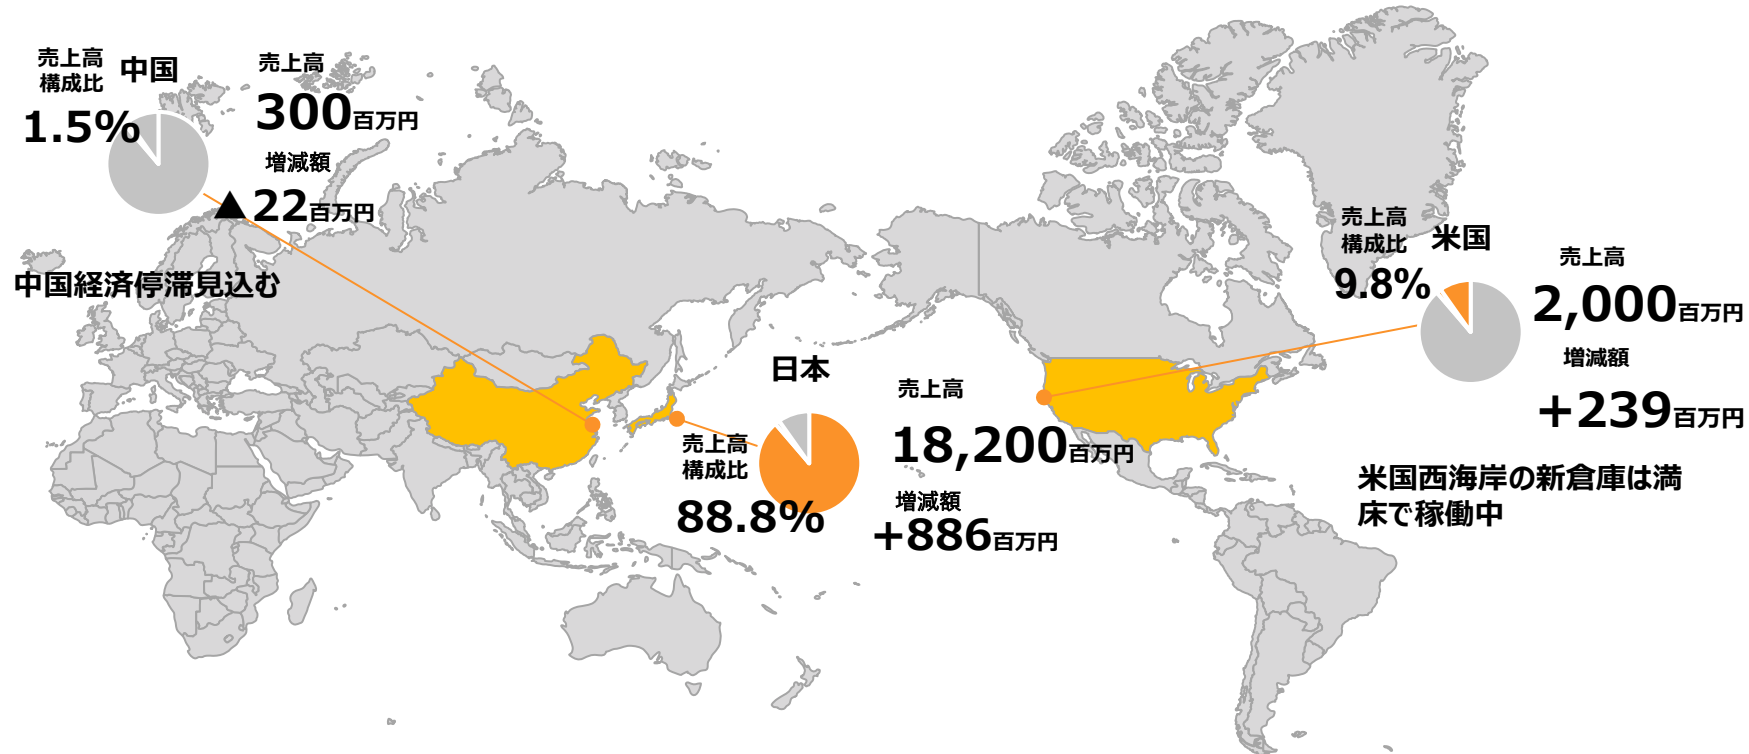 売上高
構成比
中国
1.5%
売上高
300百万円
増減額
▲22百万円
中国経済停滞見込む
日本
売上高
構成比
88.8%
売上高
18,200百万円
増減額
+886百万円
売上高
構成比
米国
9.8%
売上高
2,000百万円
増減額
+239百万円
米国西海岸の新倉庫は満
床で稼働中